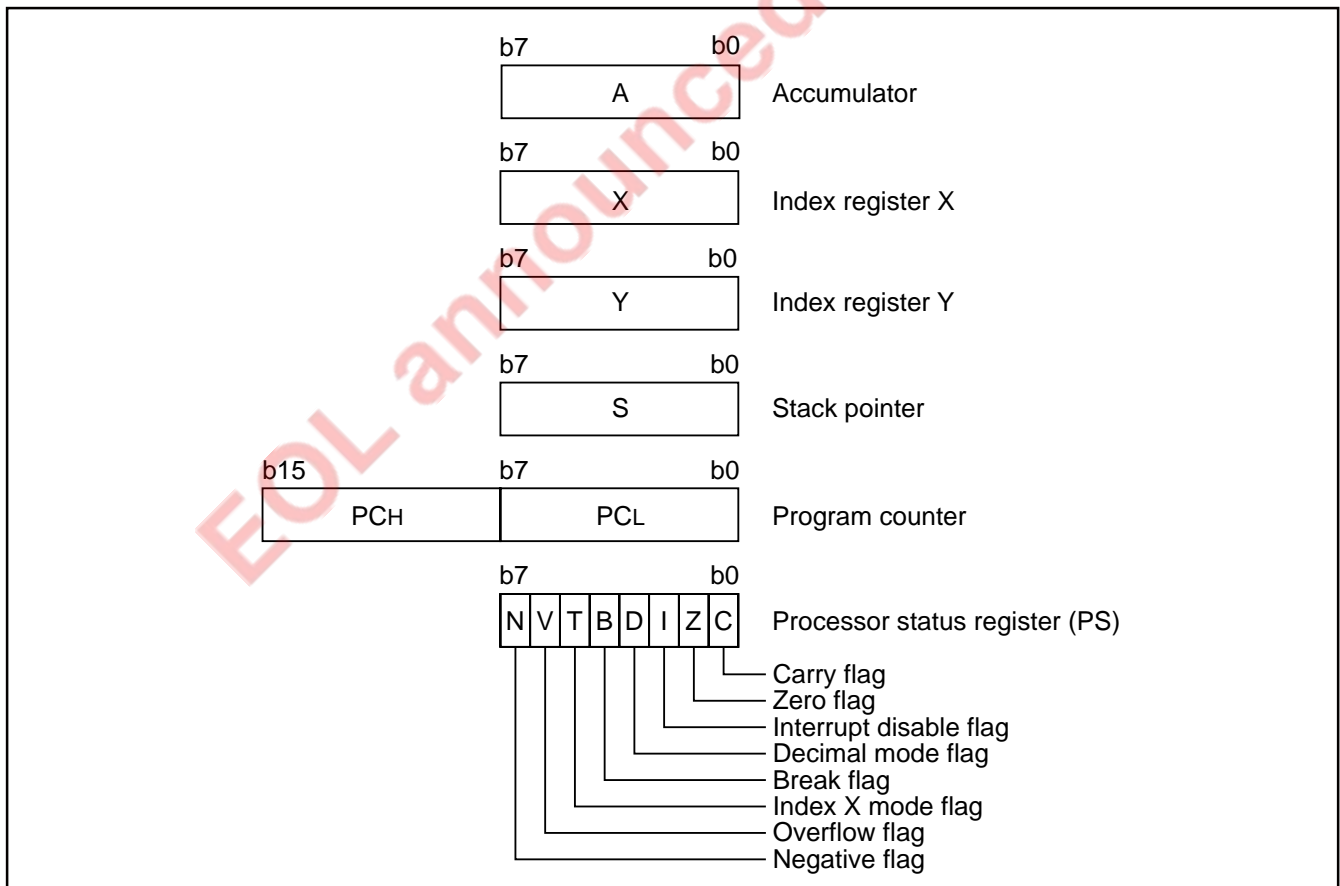 b7 b0
A Accumulator
b7 b0
X Index register X
b7 b0
Y Index register Y
b7 b0
S Stack pointer
b15 b7 b0
PCH PCL Program counter
b7 b0
N V T B D I Z C Processor status register (PS)
Carry flag
Zero flag
Interrupt disable flag
Decimal mode flag
Break flag
Index X mode flag
Overflow flag
Negative flag
EOL announced